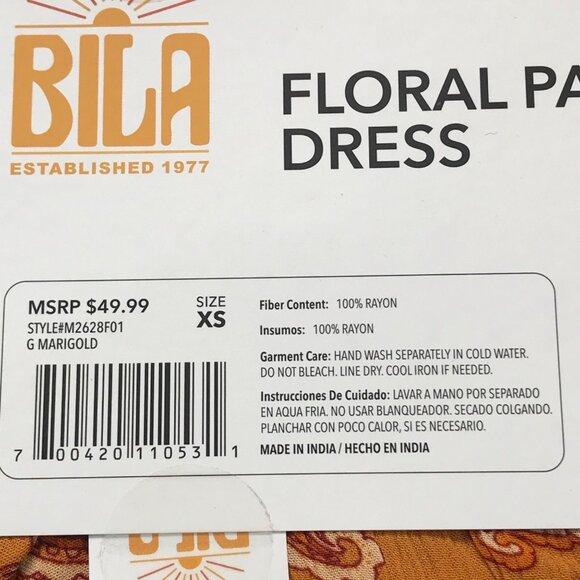 BILA
ESTABLISHED 1977
FLORAL PA
DRESS
MSRP $49.99
STYLE#M2628F01
G MARIGOLD
SIZE
XS
7 00420 11053 1
Fiber Content: 100% RAYON
Insumos: 100% RAYON
Garment Care: HAND WASH SEPARATELY IN COLD WATER.
DO NOT BLEACH. LINE DRY. COOL IRON IF NEEDED.
Instrucciones De Cuidado: LAVAR A MANO POR SEPARADO
EN AQUA FRIA. NO USAR BLANQUEADOR. SECADO COLGANDO.
PLANCHAR CON POCO CALOR, SI ES NECESARIO.
MADE IN INDIA / HECHO EN INDIA
BILA